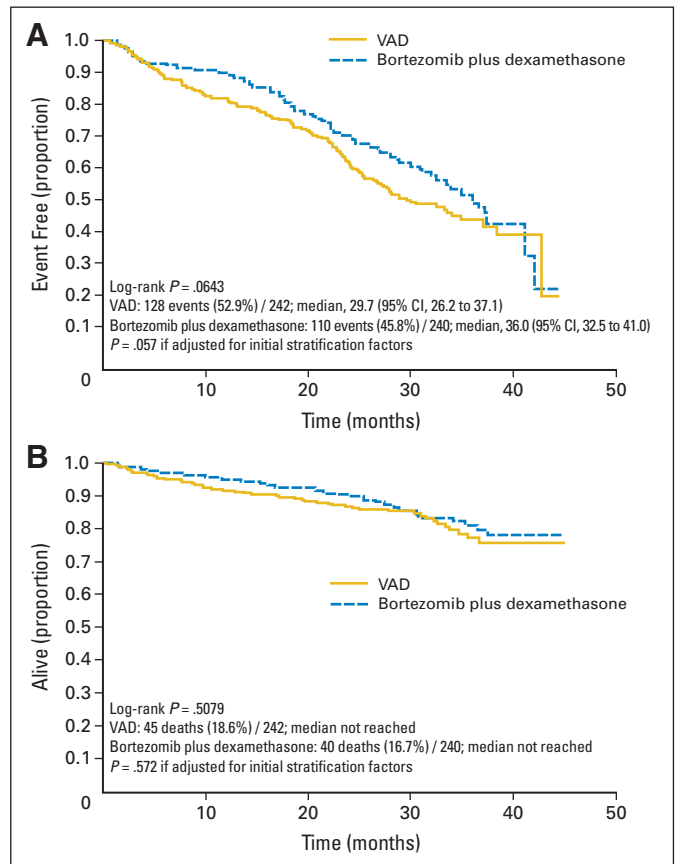 A
VAD
Bortezomib plus dexamethasone
1.0
0.9
0.8
0.7
0.6
0.5
0.4
0.3
0.2
0.1
0
Event Free (proportion)
Log-rank P = .0643
VAD: 128 events (52.9%) / 242; median, 29.7 (95% CI, 26.2 to 37.1)
Bortezomib plus dexamethasone: 110 events (45.8%) / 240; median, 36.0 (95% CI, 32.5 to 41.0)
P = .057 if adjusted for initial stratification factors
10 20 30 40 50
Time (months)
B
1.0
0.9
0.8
0.7
0.6
0.5
0.4
0.3
0.2
0.1
0
Alive (proportion)
VAD
Bortezomib plus dexamethasone
Log-rank P = .5079
VAD: 45 deaths (18.6%) / 242; median not reached
Bortezomib plus dexamethasone: 40 deaths (16.7%) / 240; median not reached
P = .572 if adjusted for initial stratification factors
10 20 30 40 50
Time (months)